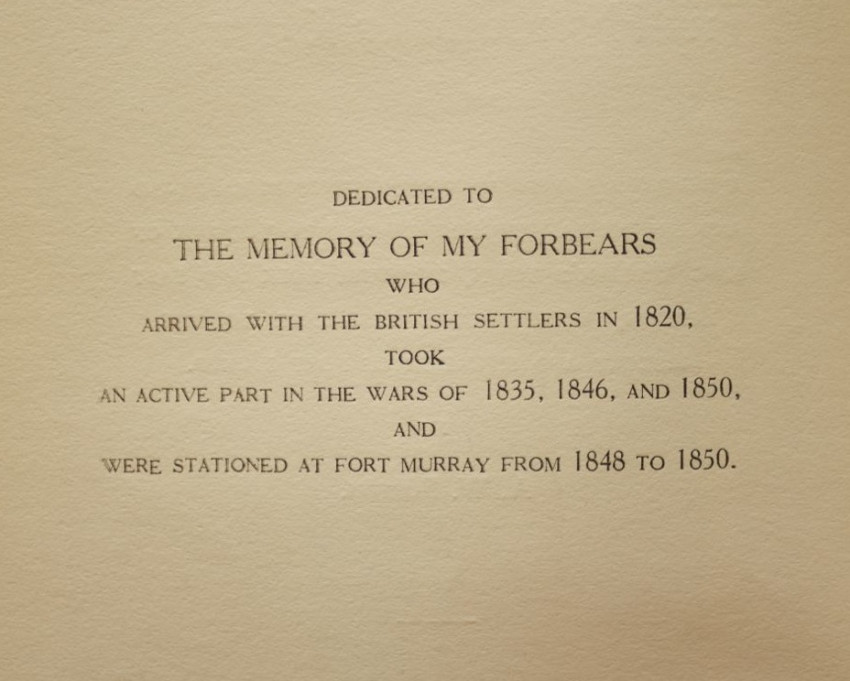 DEDICATED TO
THE MEMORY OF MY FORBEARS
WHO
ARRIVED WITH THE BRITISH SETTLERS IN 1820,
TOOK
AN ACTIVE PART IN THE WARS OF 1835, 1846, AND 1850,
AND
WERE STATIONED AT FORT MURRAY FROM 1848 TO 1850.